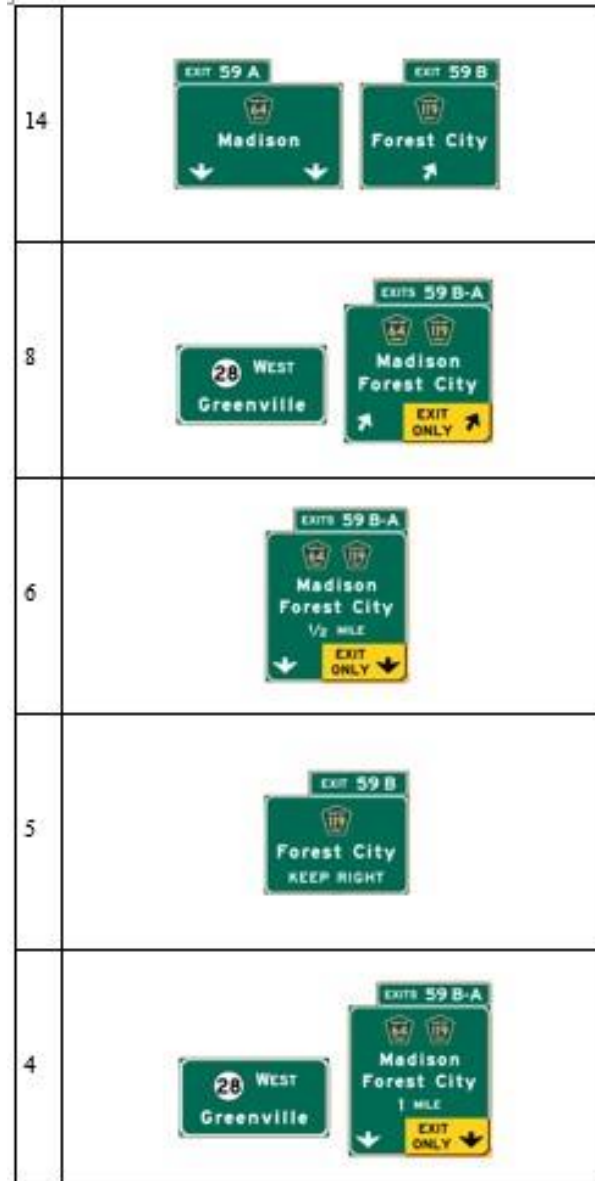 14
EXIT 59 A
64
Madison
EXIT 59 B
119
Forest City
8
28 WEST
Greenville
EXITS 59 B-A
64 119
Madison
Forest City
EXIT
ONLY
6
EXITS 59 B-A
64 119
Madison
Forest City
1/2 MILE
EXIT
ONLY
5
EXIT 59 B
119
Forest City
KEEP RIGHT
4
28 WEST
Greenville
EXITS 59 B-A
64 119
Madison
Forest City
1 MILE
EXIT
ONLY